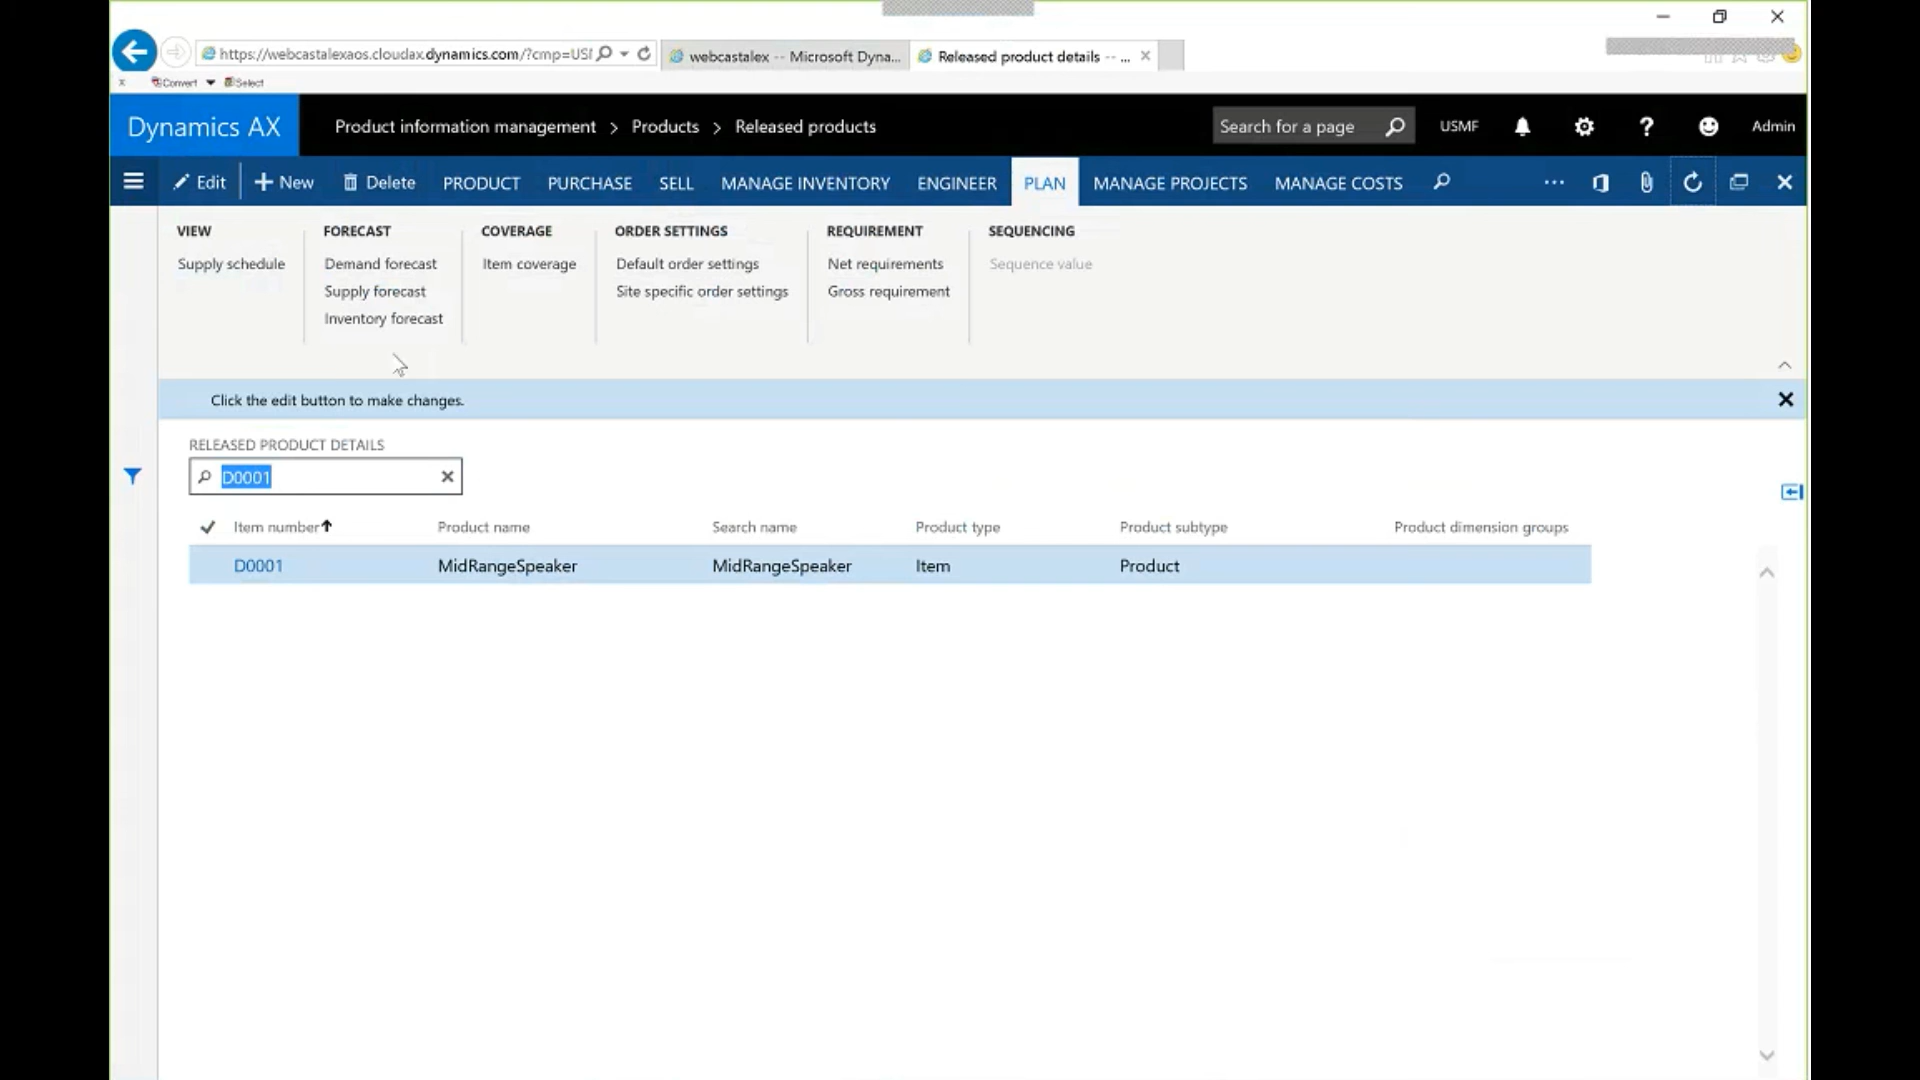 https://webcastalexaos.cloudax.dynamics.com/?cmp=USI
webcastalex -- Microsoft Dyna...
Released product details -- ...
x Convert Select
Dynamics AX
Product information management > Products > Released products
Search for a page
USMF
?
Admin
Edit
New
Delete
PRODUCT
PURCHASE
SELL
MANAGE INVENTORY
ENGINEER
PLAN
MANAGE PROJECTS
MANAGE COSTS
...
VIEW
Supply schedule
FORECAST
Demand forecast
Supply forecast
Inventory forecast
COVERAGE
Item coverage
ORDER SETTINGS
Default order settings
Site specific order settings
REQUIREMENT
Net requirements
Gross requirement
SEQUENCING
Sequence value
Click the edit button to make changes.
RELEASED PRODUCT DETAILS
D0001
Item number Product name Search name Product type Product subtype Product dimension groups
D0001 MidRangeSpeaker MidRangeSpeaker Item Product